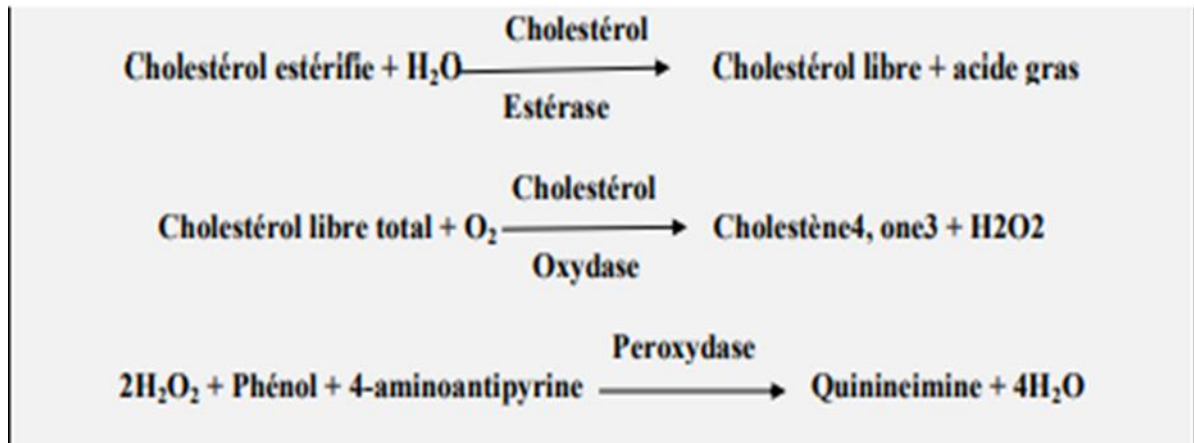 Cholestérol
Cholestérol estérifie + H₂O Cholestérol libre + acide gras
Estérase
Cholestérol
Cholestérol libre total + O₂ Cholestène4, one3 + H2O2
Oxydase
Peroxydase
2H₂O₂ + Phénol + 4-aminoantipyrine Quinineimine + 4H₂O